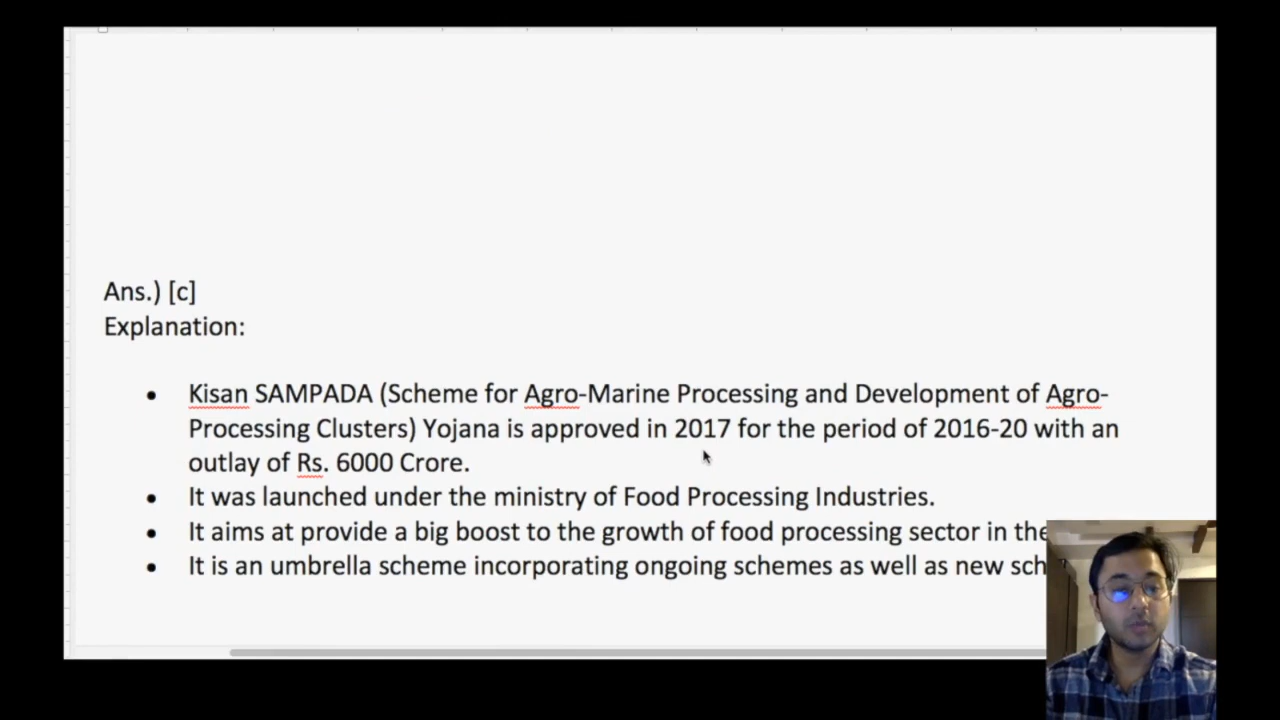 Ans.) [c]
Explanation:
• Kisan SAMPADA (Scheme for Agro-Marine Processing and Development of Agro-
Processing Clusters) Yojana is approved in 2017 for the period of 2016-20 with an
outlay of Rs. 6000 Crore.
• It was launched under the ministry of Food Processing Industries.
• It aims at provide a big boost to the growth of food processing sector in the
• It is an umbrella scheme incorporating ongoing schemes as well as new